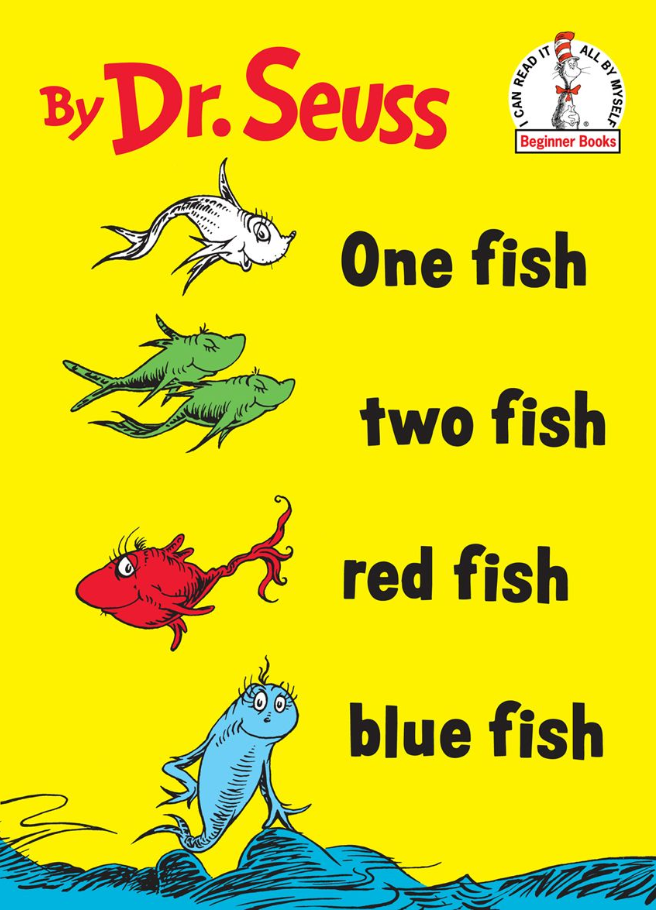 By Dr. Seuss
I CAN READ IT ALL BY MYSELF
Beginner Books
One fish
two fish
red fish
blue fish